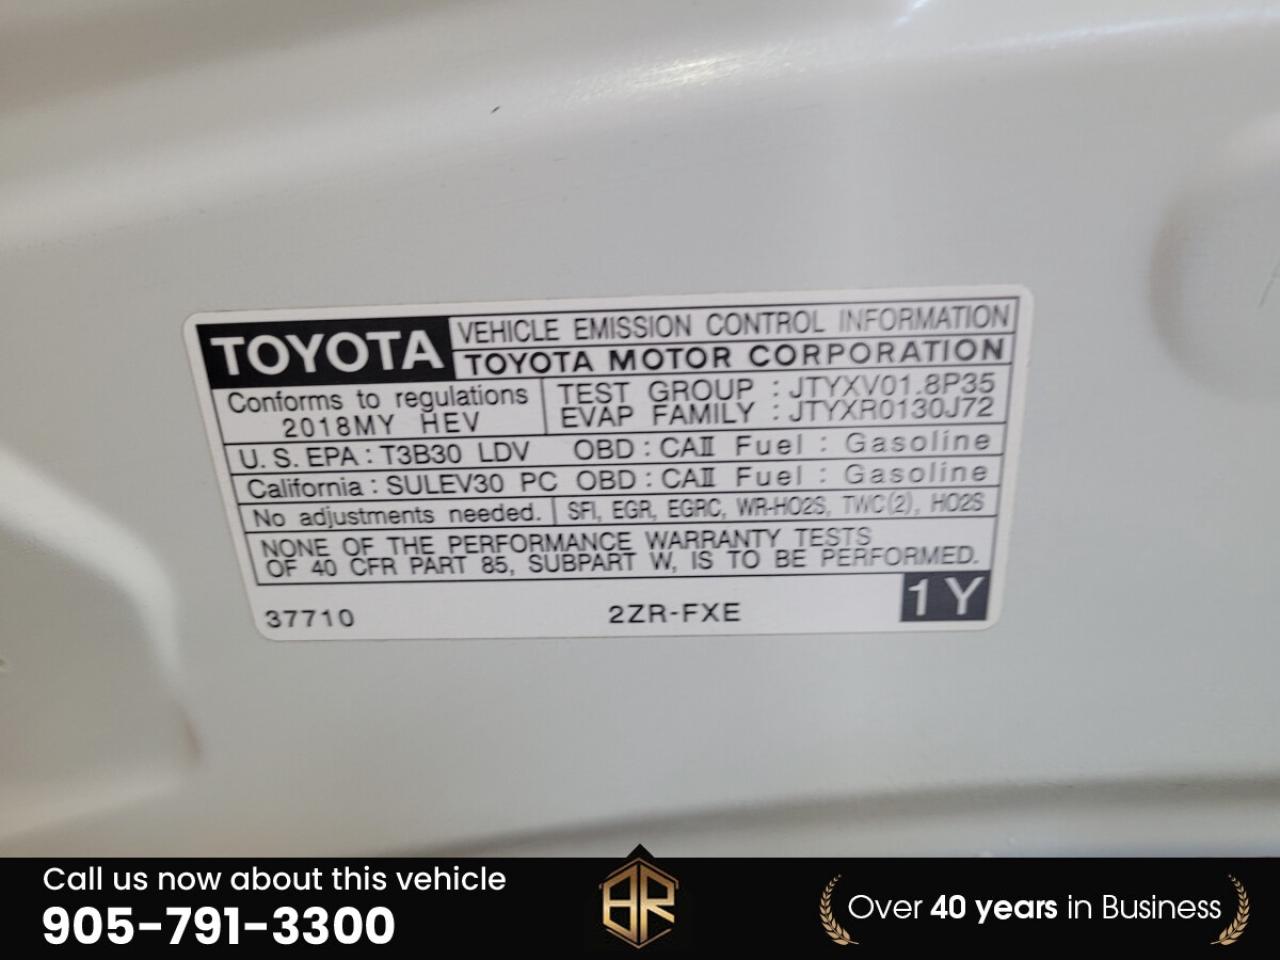 TOYOTA VEHICLE EMISSION CONTROL INFORMATION
TOYOTA MOTOR CORPORATION
Conforms to regulations
2018MY HEV
TEST GROUP : JTYXV01.8P35
EVAP FAMILY : JTYXR0130J72
U.S. EPA : T3B30 LDV OBD : CAII Fuel : Gasoline
California : SULEV30 PC OBD : CAII Fuel : Gasoline
No adjustments needed. SFI, EGR, EGRC, WR-HO2S, TWC(2), HO2S
NONE OF THE PERFORMANCE WARRANTY TESTS
OF 40 CFR PART 85, SUBPART W, IS TO BE PERFORMED.
37710 2ZR-FXE 1Y
Call us now about this vehicle
905-791-3300
BR
Over 40 years in Business